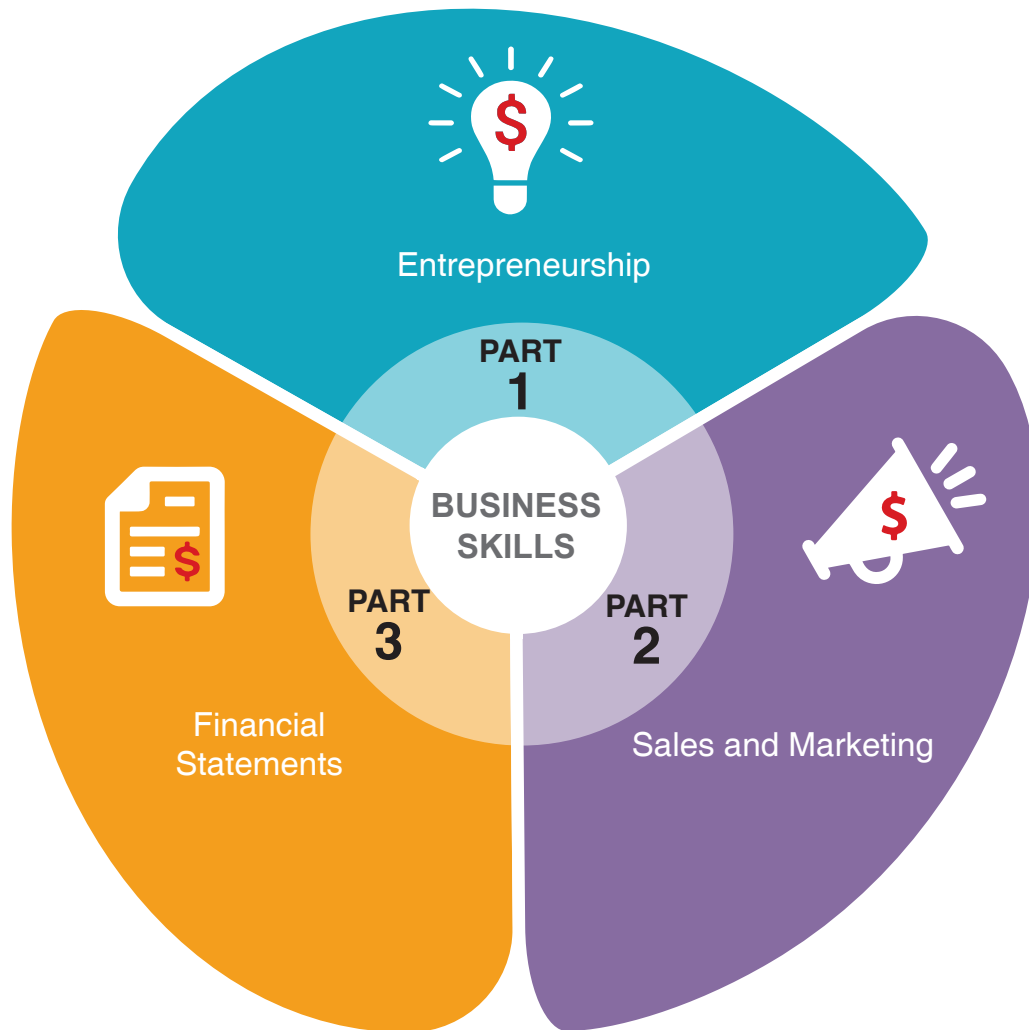 $
Entrepreneurship
PART
1
BUSINESS
SKILLS
$
PART
2
Sales and Marketing
$
PART
3
Financial
Statements